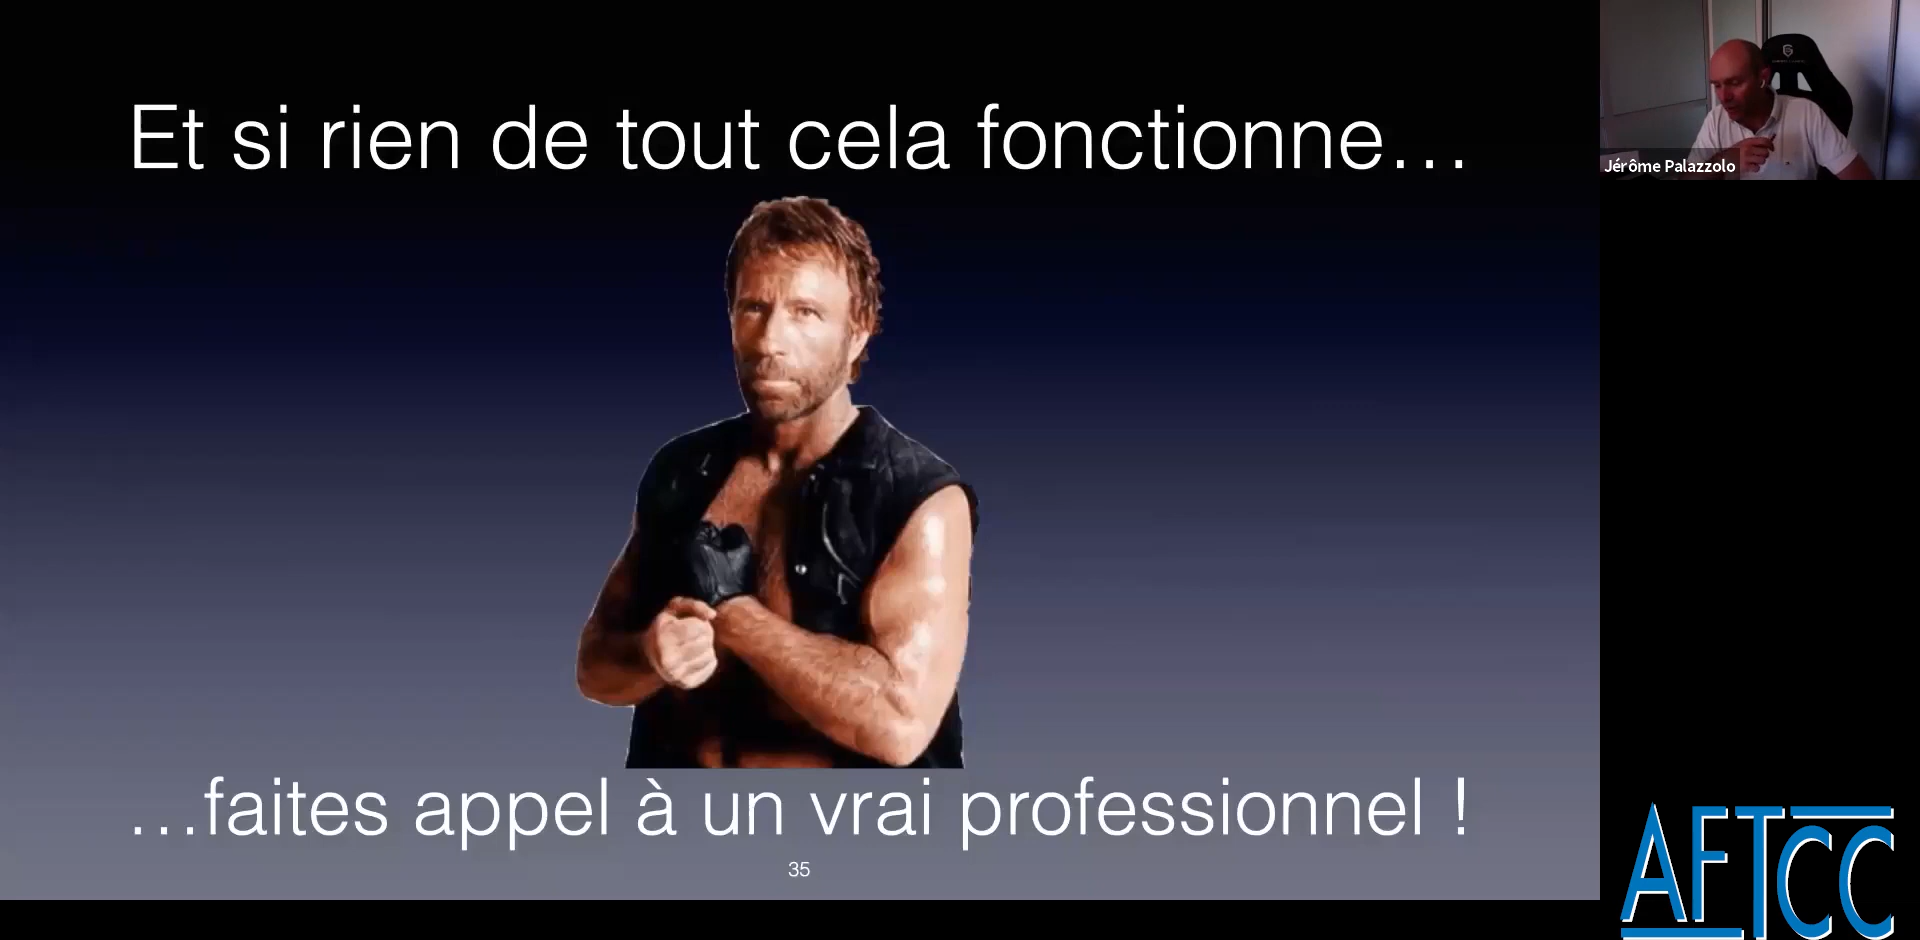 Et si rien de tout cela fonctionne…
Jérôme Palazzolo
…faites appel à un vrai professionnel !
35
AFTCC